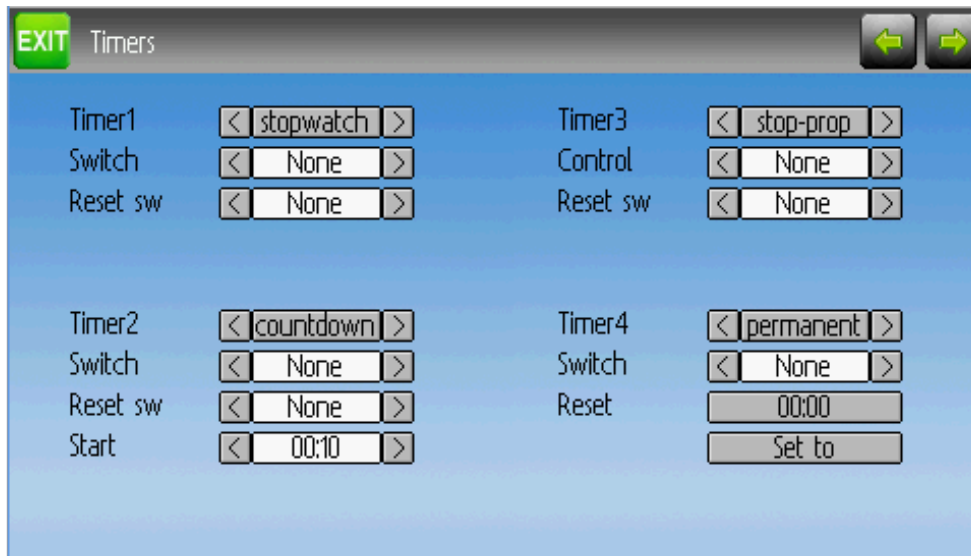 EXIT Timers
Timer1 < stopwatch >
Switch < None >
Reset sw < None >
Timer3 < stop-prop >
Control < None >
Reset sw < None >
Timer2 < countdown >
Switch < None >
Reset sw < None >
Start < 00:10 >
Timer4 < permanent >
Switch < None >
Reset 00:00
Set to